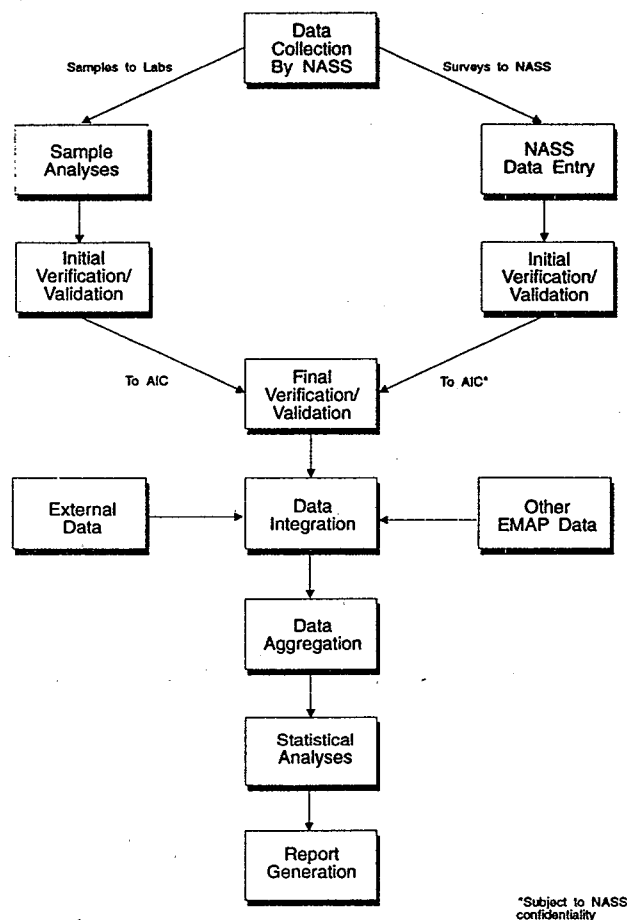 Data
Collection
By NASS
Samples to Labs
Surveys to NASS
Sample
Analyses
NASS
Data Entry
Initial
Verification/
Validation
Initial
Verification/
Validation
To AIC
Final
Verification/
Validation
To AIC*
External
Data
Data
Integration
Other
EMAP Data
Data
Aggregation
Statistical
Analyses
Report
Generation
*Subject to NASS
confidentiality